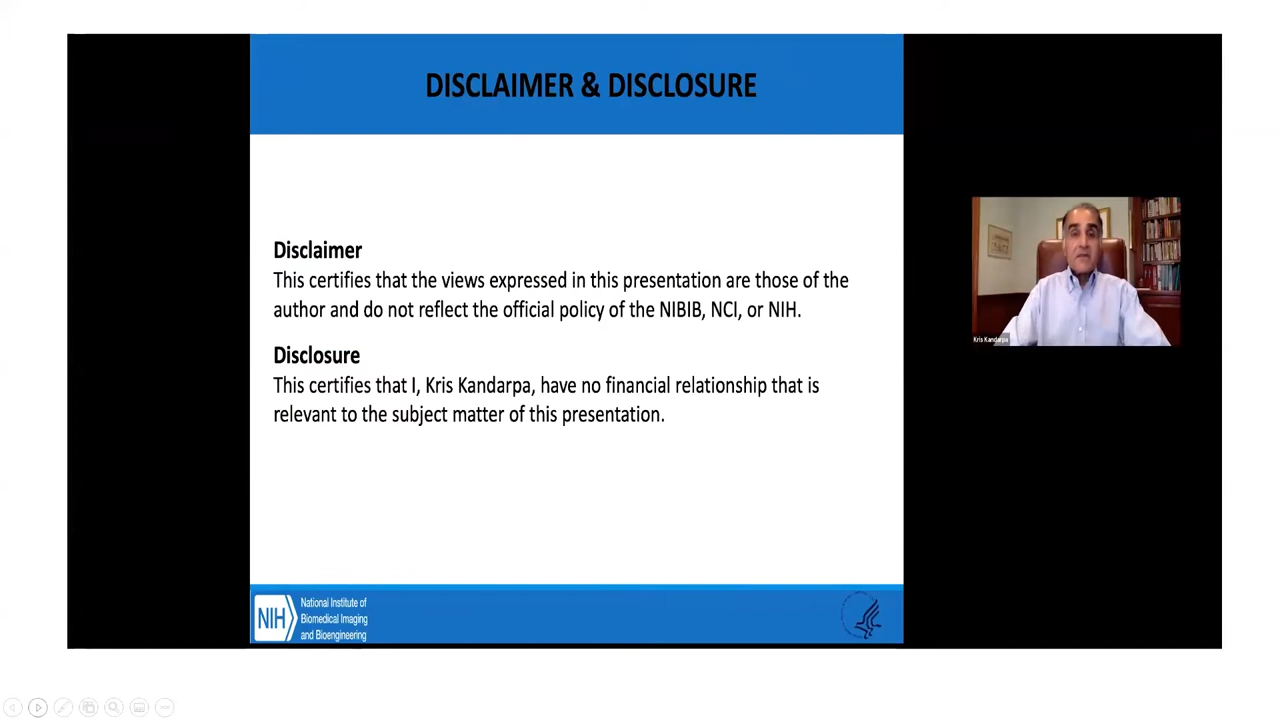 DISCLAIMER & DISCLOSURE
Disclaimer
This certifies that the views expressed in this presentation are those of the
author and do not reflect the official policy of the NIBIB, NCI, or NIH.
Disclosure
This certifies that I, Kris Kandarpa, have no financial relationship that is
relevant to the subject matter of this presentation.
Kris Kandarpa
NIH
National Institute of
Biomedical Imaging
and Bioengineering